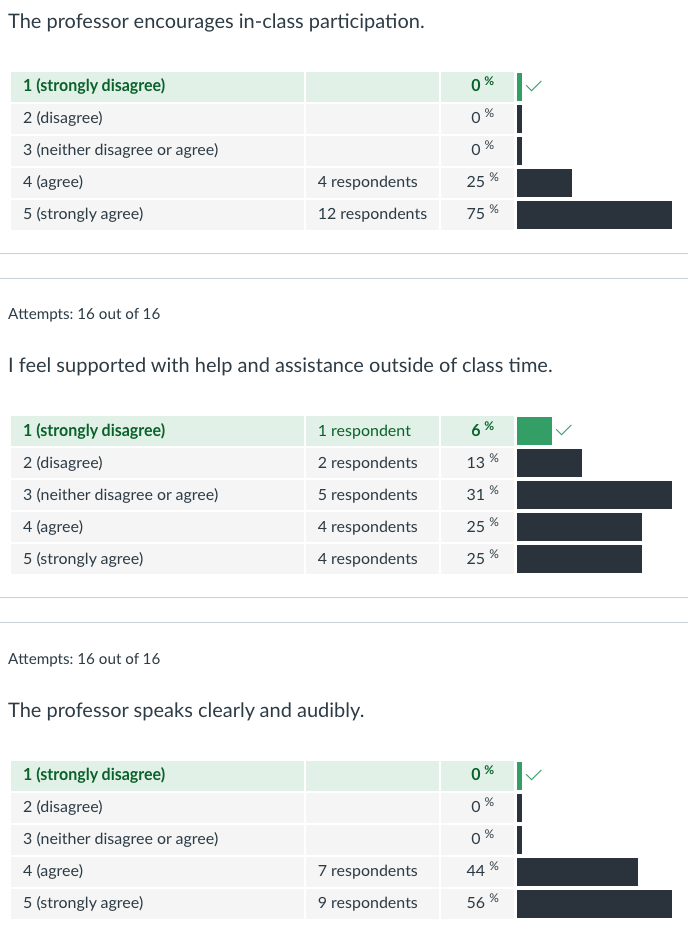 The professor encourages in-class participation.
1 (strongly disagree) 0 %
2 (disagree) 0 %
3 (neither disagree or agree) 0 %
4 (agree) 4 respondents 25 %
5 (strongly agree) 12 respondents 75 %
Attempts: 16 out of 16
I feel supported with help and assistance outside of class time.
1 (strongly disagree) 1 respondent 6 %
2 (disagree) 2 respondents 13 %
3 (neither disagree or agree) 5 respondents 31 %
4 (agree) 4 respondents 25 %
5 (strongly agree) 4 respondents 25 %
Attempts: 16 out of 16
The professor speaks clearly and audibly.
1 (strongly disagree) 0 %
2 (disagree) 0 %
3 (neither disagree or agree) 0 %
4 (agree) 7 respondents 44 %
5 (strongly agree) 9 respondents 56 %